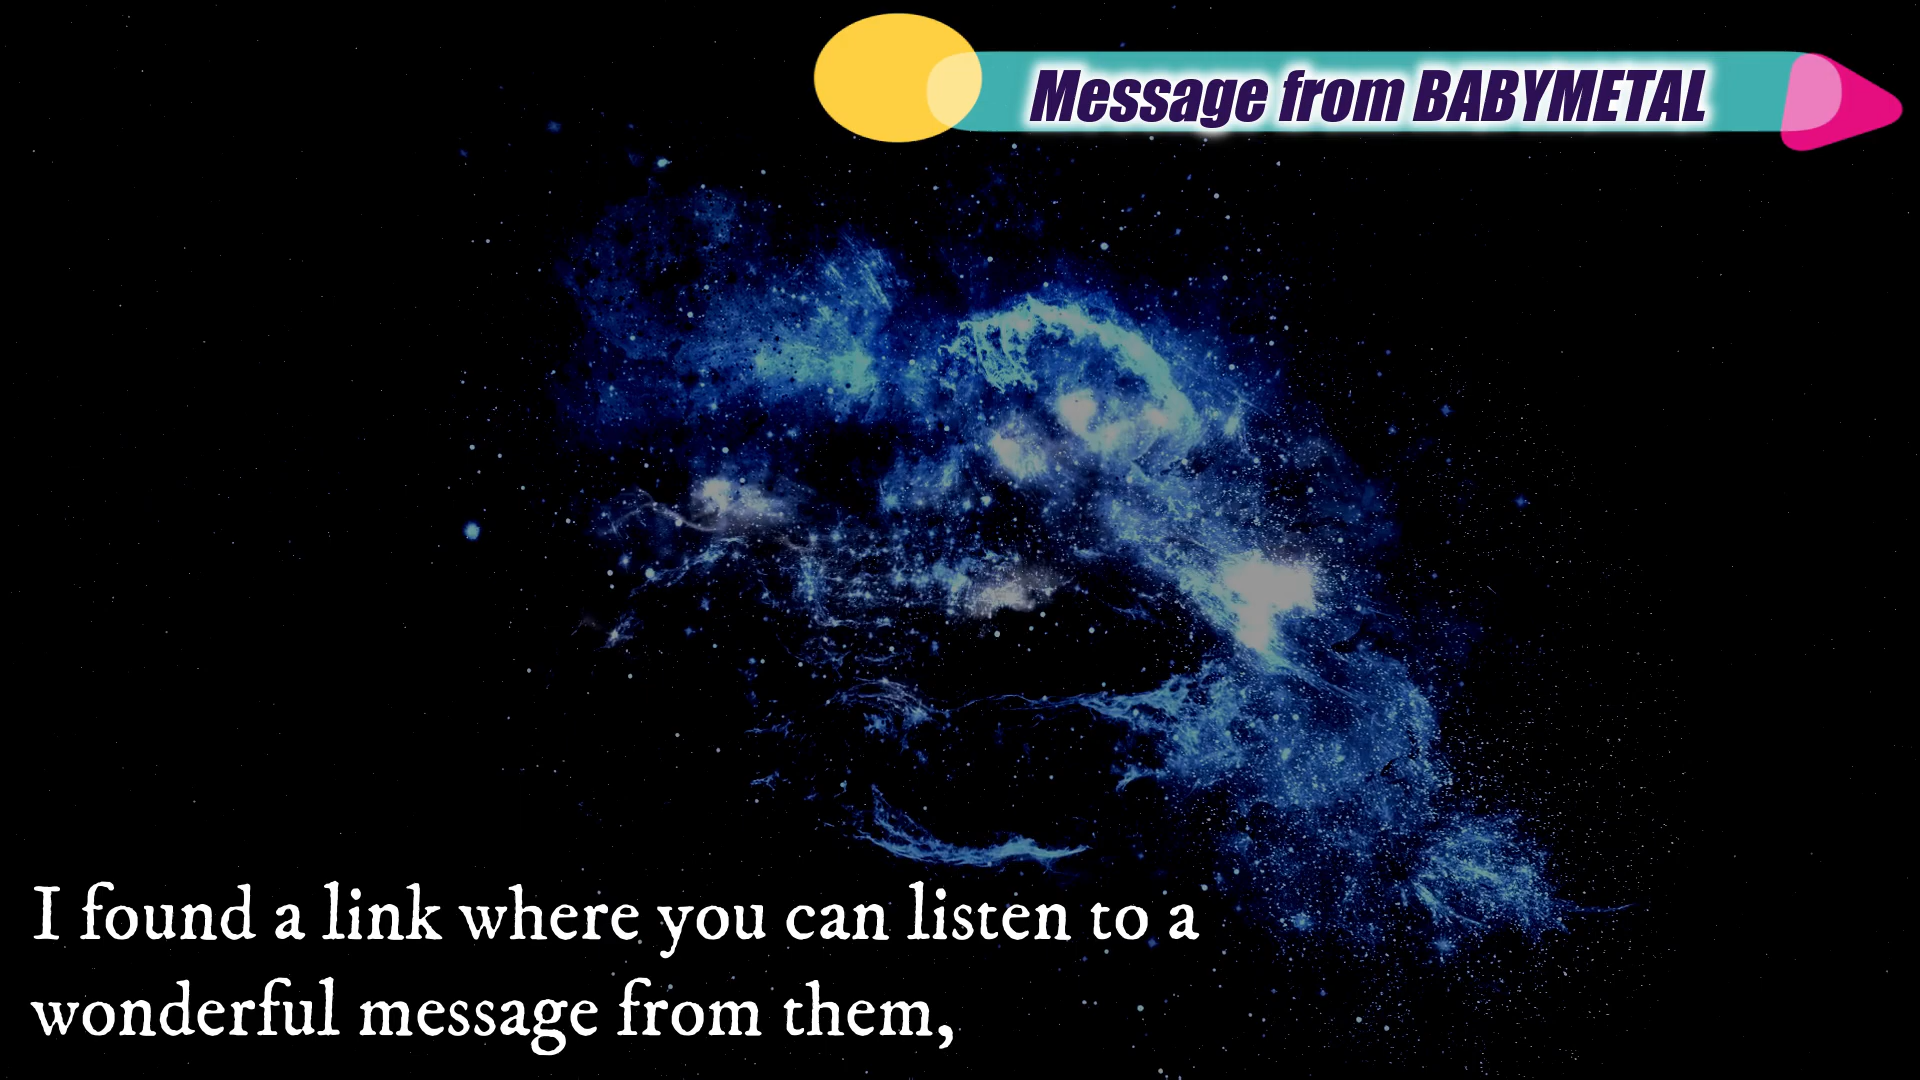 Message from BABYMETAL
I found a link where you can listen to a
wonderful message from them,